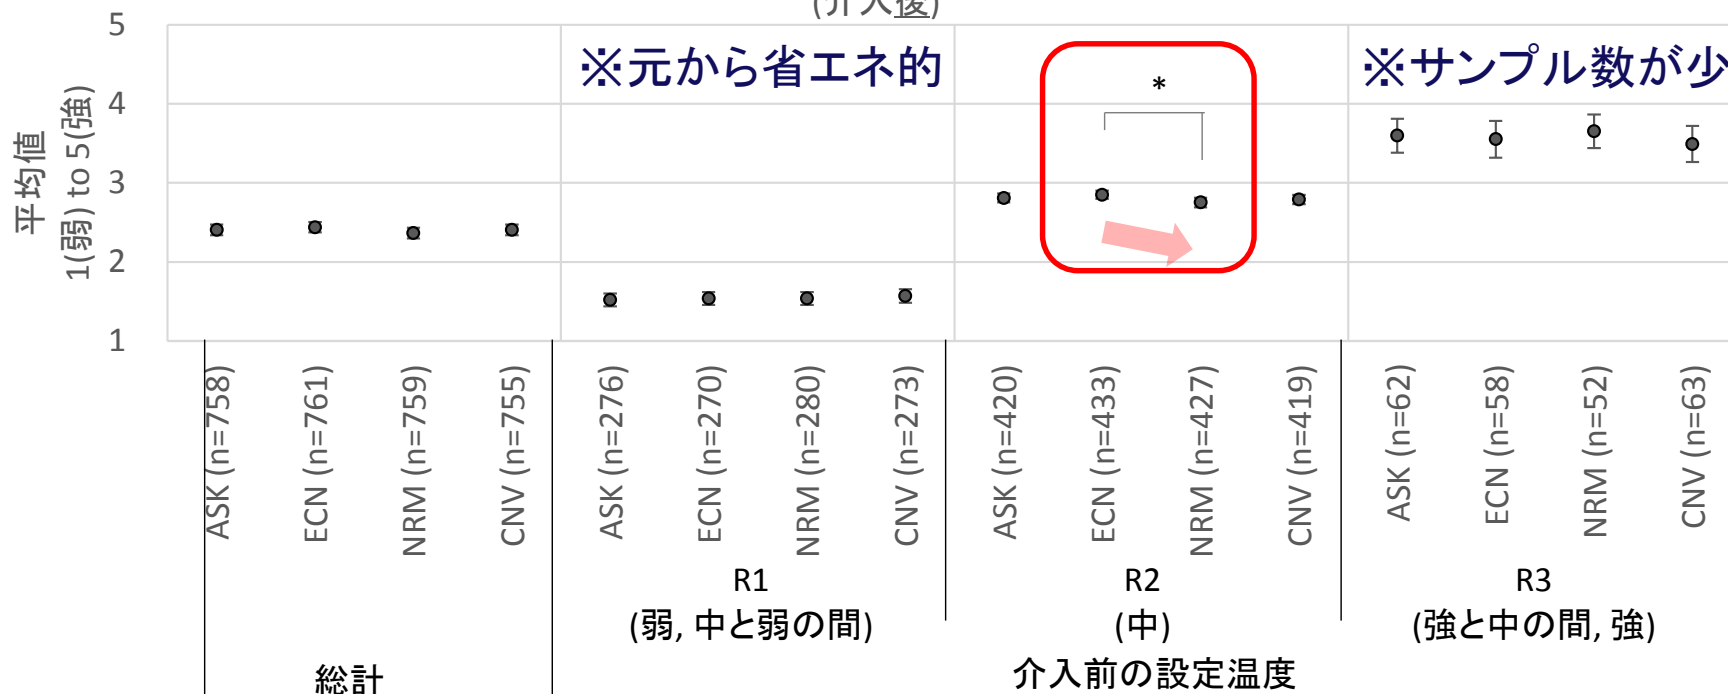 (介入後)
5
4
3
2
1
平均値
1(弱) to 5(強)
※元から省エネ的
*
※サンプル数が少
ASK (n=758)
ECN (n=761)
NRM (n=759)
CNV (n=755)
ASK (n=276)
ECN (n=270)
NRM (n=280)
CNV (n=273)
ASK (n=420)
ECN (n=433)
NRM (n=427)
CNV (n=419)
ASK (n=62)
ECN (n=58)
NRM (n=52)
CNV (n=63)
R1
(弱, 中と弱の間)
R2
(中)
R3
(強と中の間, 強)
総計
介入前の設定温度